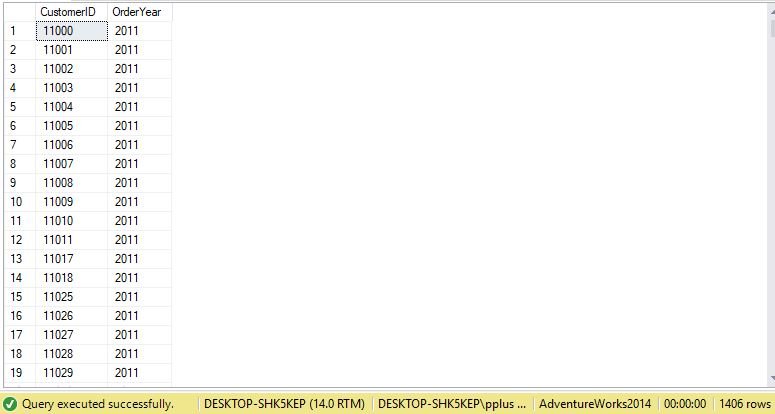 CustomerID OrderYear
1 11000 2011
2 11001 2011
3 11002 2011
4 11003 2011
5 11004 2011
6 11005 2011
7 11006 2011
8 11007 2011
9 11008 2011
10 11009 2011
11 11010 2011
12 11011 2011
13 11017 2011
14 11018 2011
15 11025 2011
16 11026 2011
17 11027 2011
18 11028 2011
19 11029 2011
Query executed successfully. DESKTOP-SHK5KEP (14.0 RTM) DESKTOP-SHK5KEP\pplus ... AdventureWorks2014 00:00:00 1406 rows